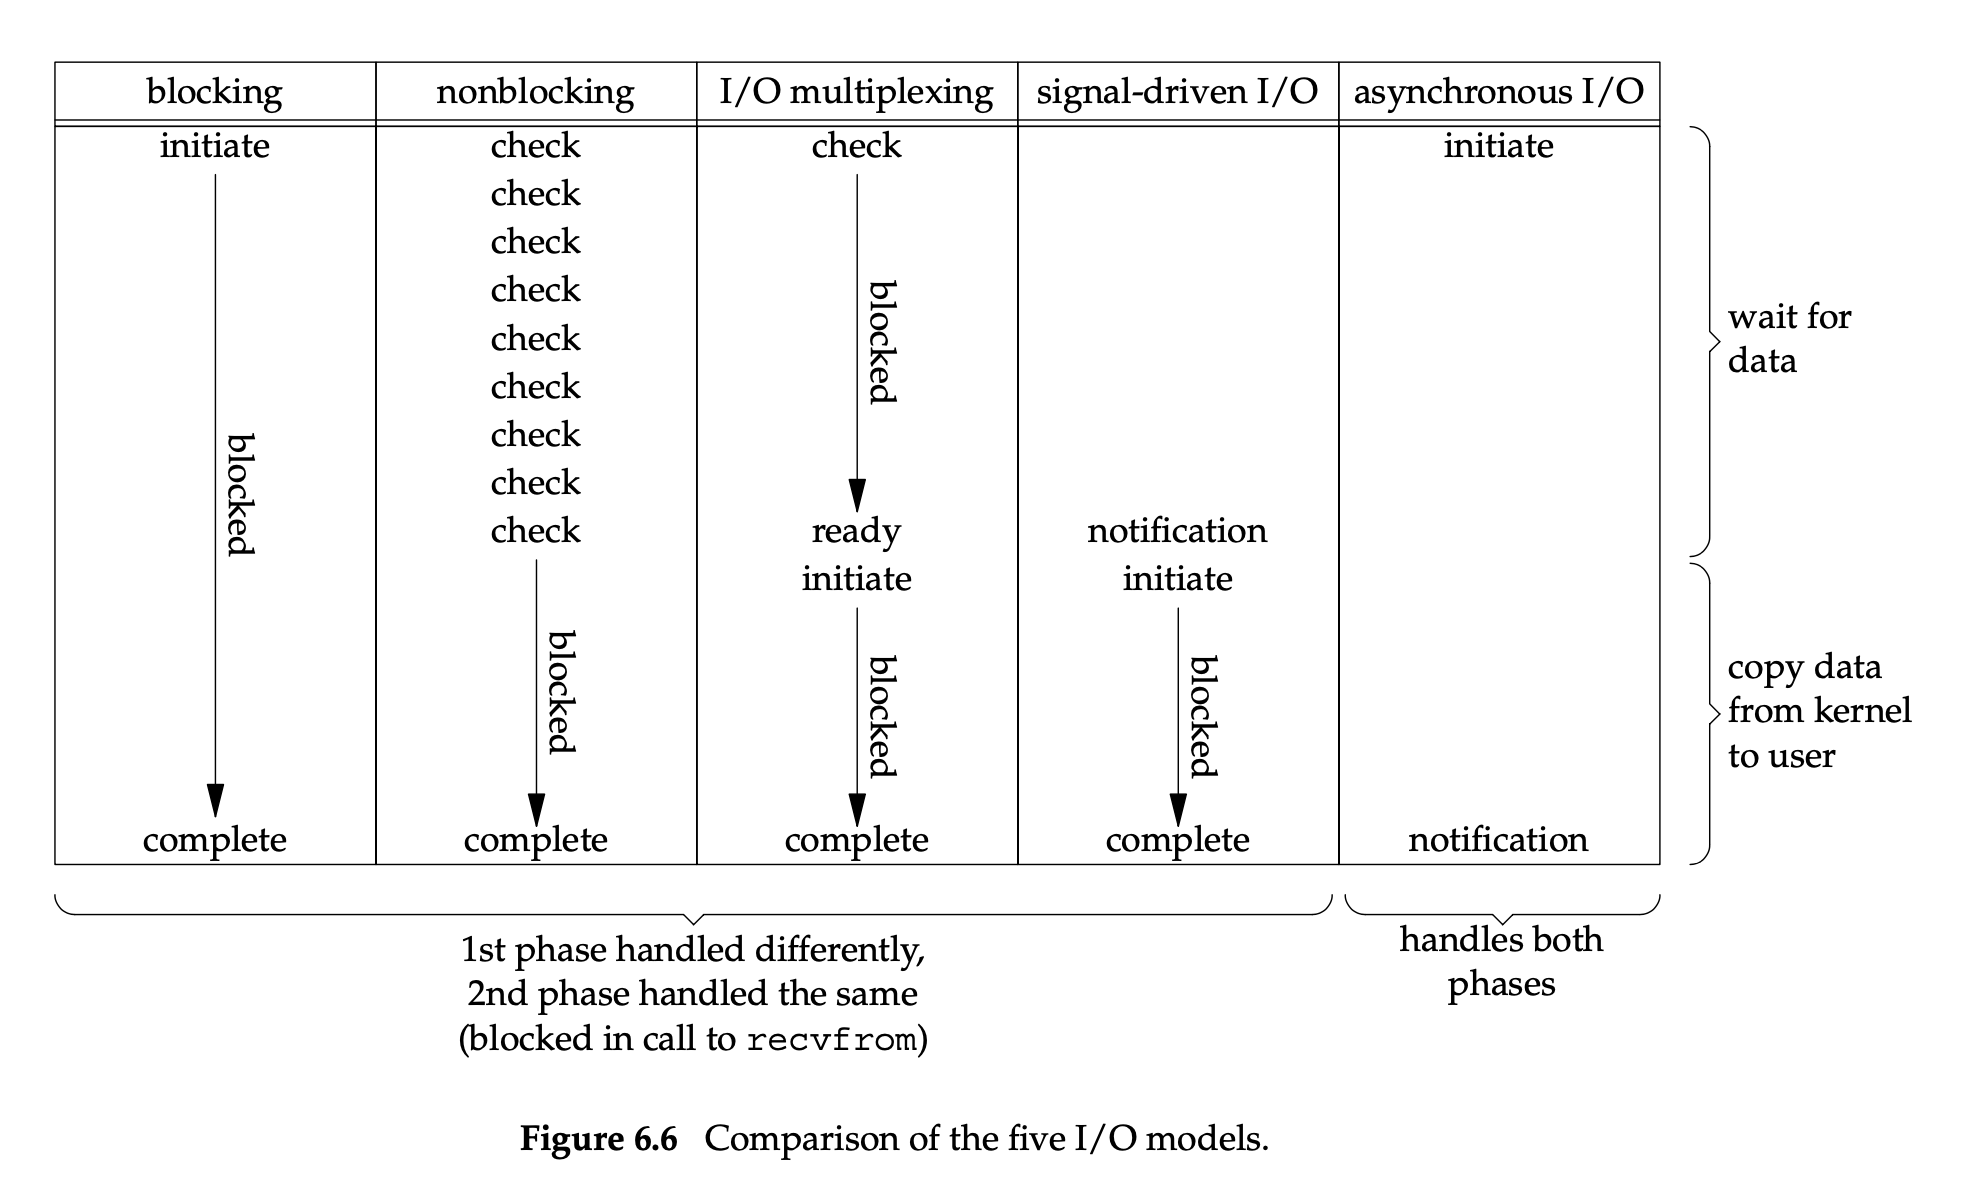 blocking nonblocking I/O multiplexing signal-driven I/O asynchronous I/O
initiate check check initiate
check
check
check
check
check
check
check
check ready notification
initiate initiate
blocked
blocked
blocked
blocked
blocked
complete complete complete complete notification
wait for
data
copy data
from kernel
to user
1st phase handled differently,
2nd phase handled the same
(blocked in call to recvfrom)
handles both
phases
Figure 6.6 Comparison of the five I/O models.